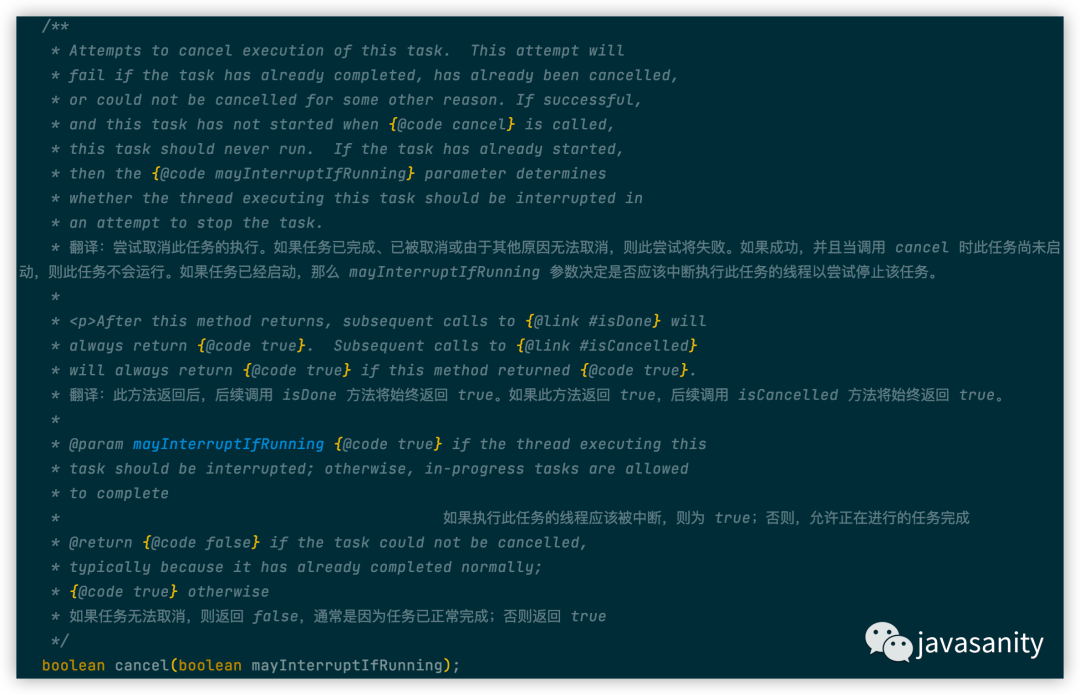 /**
* Attempts to cancel execution of this task.  This attempt will
* fail if the task has already completed, has already been cancelled,
* or could not be cancelled for some other reason. If successful,
* and this task has not started when {@code cancel} is called,
* this task should never run.  If the task has already started,
* then the {@code mayInterruptIfRunning} parameter determines
* whether the thread executing this task should be interrupted in
* an attempt to stop the task.
* 翻译：尝试取消此任务的执行。如果任务已完成、已被取消或由于其他原因无法取消，则此尝试将失败。如果成功，并且当调用 cancel 时此任务尚未启
动，则此任务不会运行。如果任务已经启动，那么 mayInterruptIfRunning 参数决定是否应该中断执行此任务的线程以尝试停止该任务。
*
* <p>After this method returns, subsequent calls to {@link #isDone} will
* always return {@code true}.  Subsequent calls to {@link #isCancelled}
* will always return {@code true} if this method returned {@code true}.
* 翻译：此方法返回后，后续调用 isDone 方法将始终返回 true。如果此方法返回 true，后续调用 isCancelled 方法将始终返回 true。
*
* @param mayInterruptIfRunning {@code true} if the thread executing this
* task should be interrupted; otherwise, in-progress tasks are allowed
* to complete
* 如果执行此任务的线程应该被中断，则为 true；否则，允许正在进行的任务完成
* @return {@code false} if the task could not be cancelled,
* typically because it has already completed normally;
* {@code true} otherwise
* 如果任务无法取消，则返回 false，通常是因为任务已正常完成；否则返回 true
*/
boolean cancel(boolean mayInterruptIfRunning);
javasanity